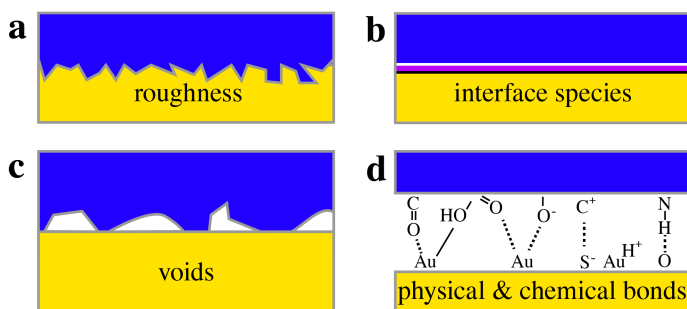 a
roughness
b
interface species
c
voids
d
C
O
HO
O
O-
C+
N
H
O
Au
Au
S-
Au
H+
physical & chemical bonds